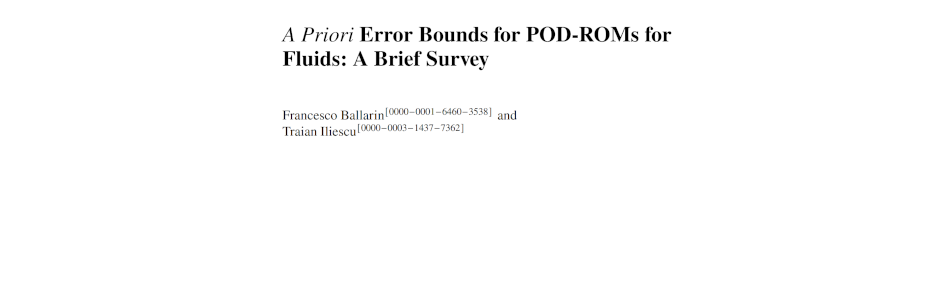 A Priori Error Bounds for POD-ROMs for
Fluids: A Brief Survey
Francesco Ballarin[0000−0001−6460−3538] and
Traian Iliescu[0000−0003−1437−7362]